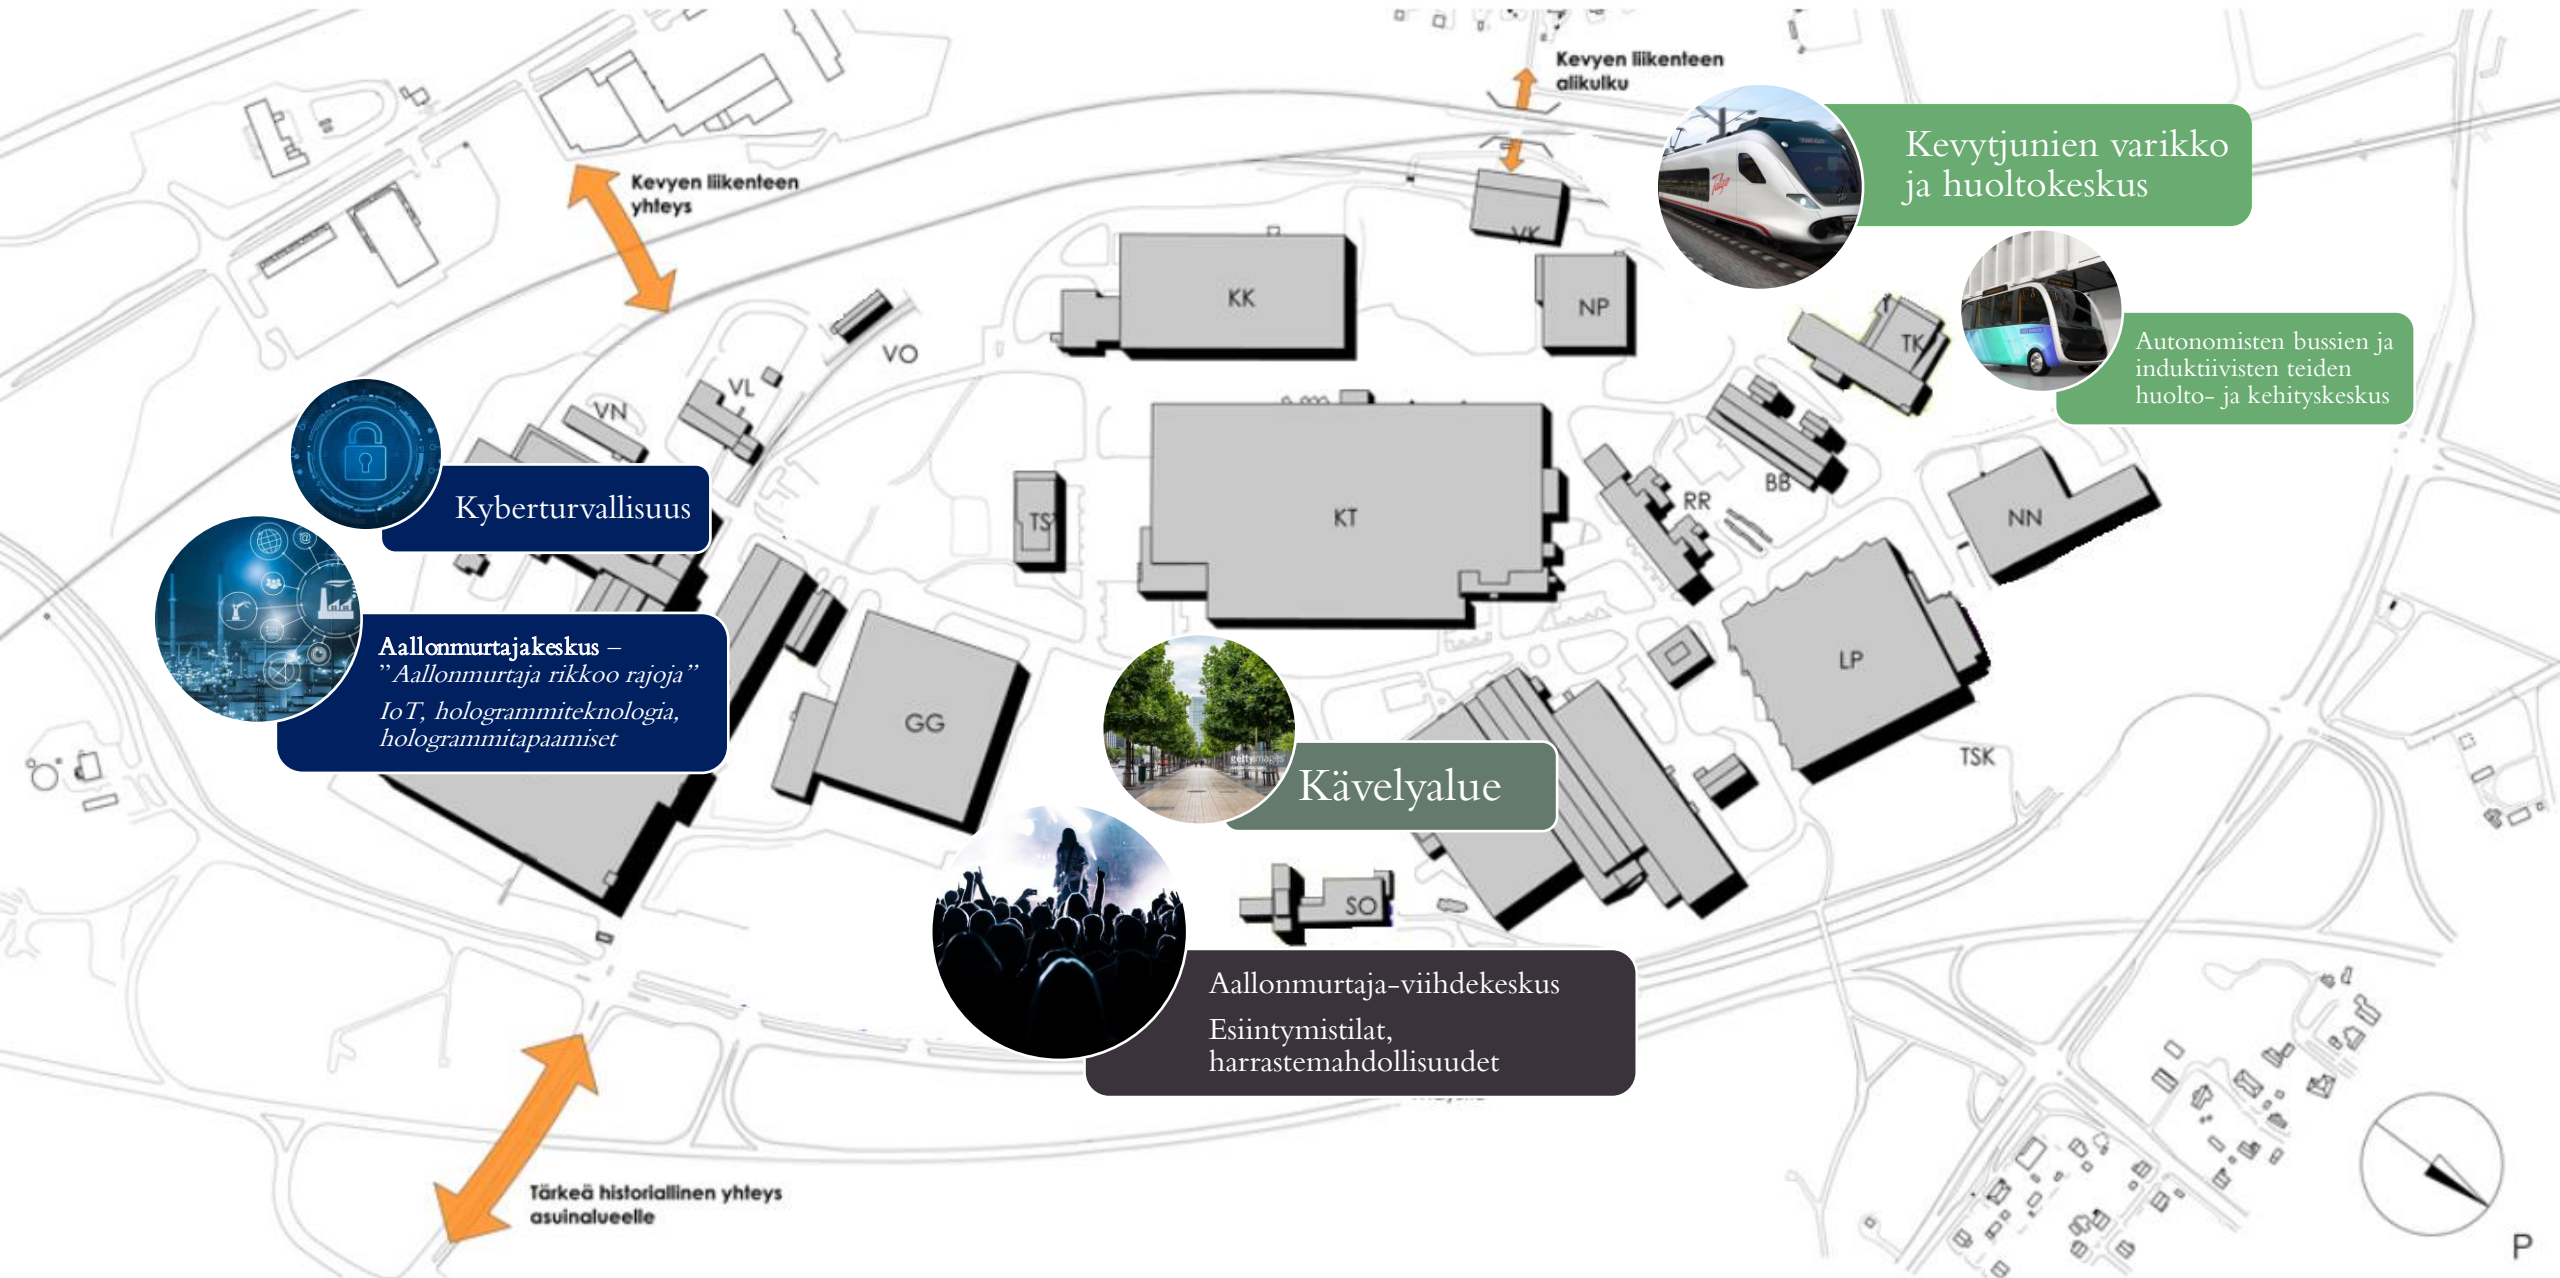 Kevyen liikenteen
alikulku
Kevytjunien varikko
ja huoltokeskus
Talgo
Kevyen liikenteen
yhteys
VK
KK
NP
TK
VO
Autonomisten bussien ja
induktiivisten teiden
huolto- ja kehityskeskus
VL
VN
BB
RR
Kyberturvallisuus
TS
KT
NN
Aallonmurtajakeskus –
”Aallonmurtaja rikkoo rajoja”
IoT, hologrammiteknologia,
hologrammitapaamiset
LP
GG
TSK
gettyimages
Kävelyalue
SO
Aallonmurtaja-viihdekeskus
Esiintymistilat,
harrastemahdollisuudet
Tärkeä historiallinen yhteys
asuinalueelle
P